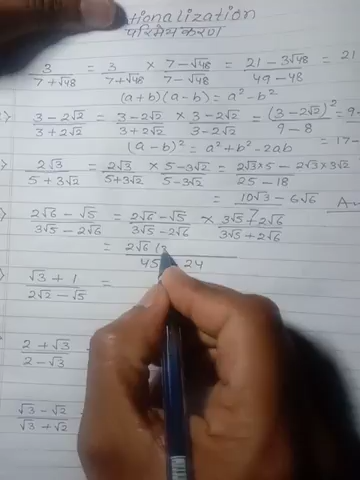 tionalization
परिमेयकरण
3/(7+√48) = 3/(7+√48) × (7-√48)/(7-√48) = (21-3√48)/(49-48) = 21
(a+b)(a-b) = a²-b²
(3-2√2)/(3+2√2) = (3-2√2)/(3+2√2) × (3-2√2)/(3-2√2) = (3-2√2)²/(9-8) = 9-
(a-b)² = a²+b²-2ab = 17-
2√3/(5+3√2) = 2√3/(5+3√2) × (5-3√2)/(5-3√2) = (2√3×5-2√3×3√2)/(25-18)
= (10√3-6√6)/7 An
(2√6-√5)/(3√5-2√6) = (2√6-√5)/(3√5-2√6) × (3√5+2√6)/(3√5+2√6)
= 2√6(3/45 24
(√3+1)/(2√2-√5) =
(2+√3)/(2-√3)
(√3-√2)/(√3+√2)